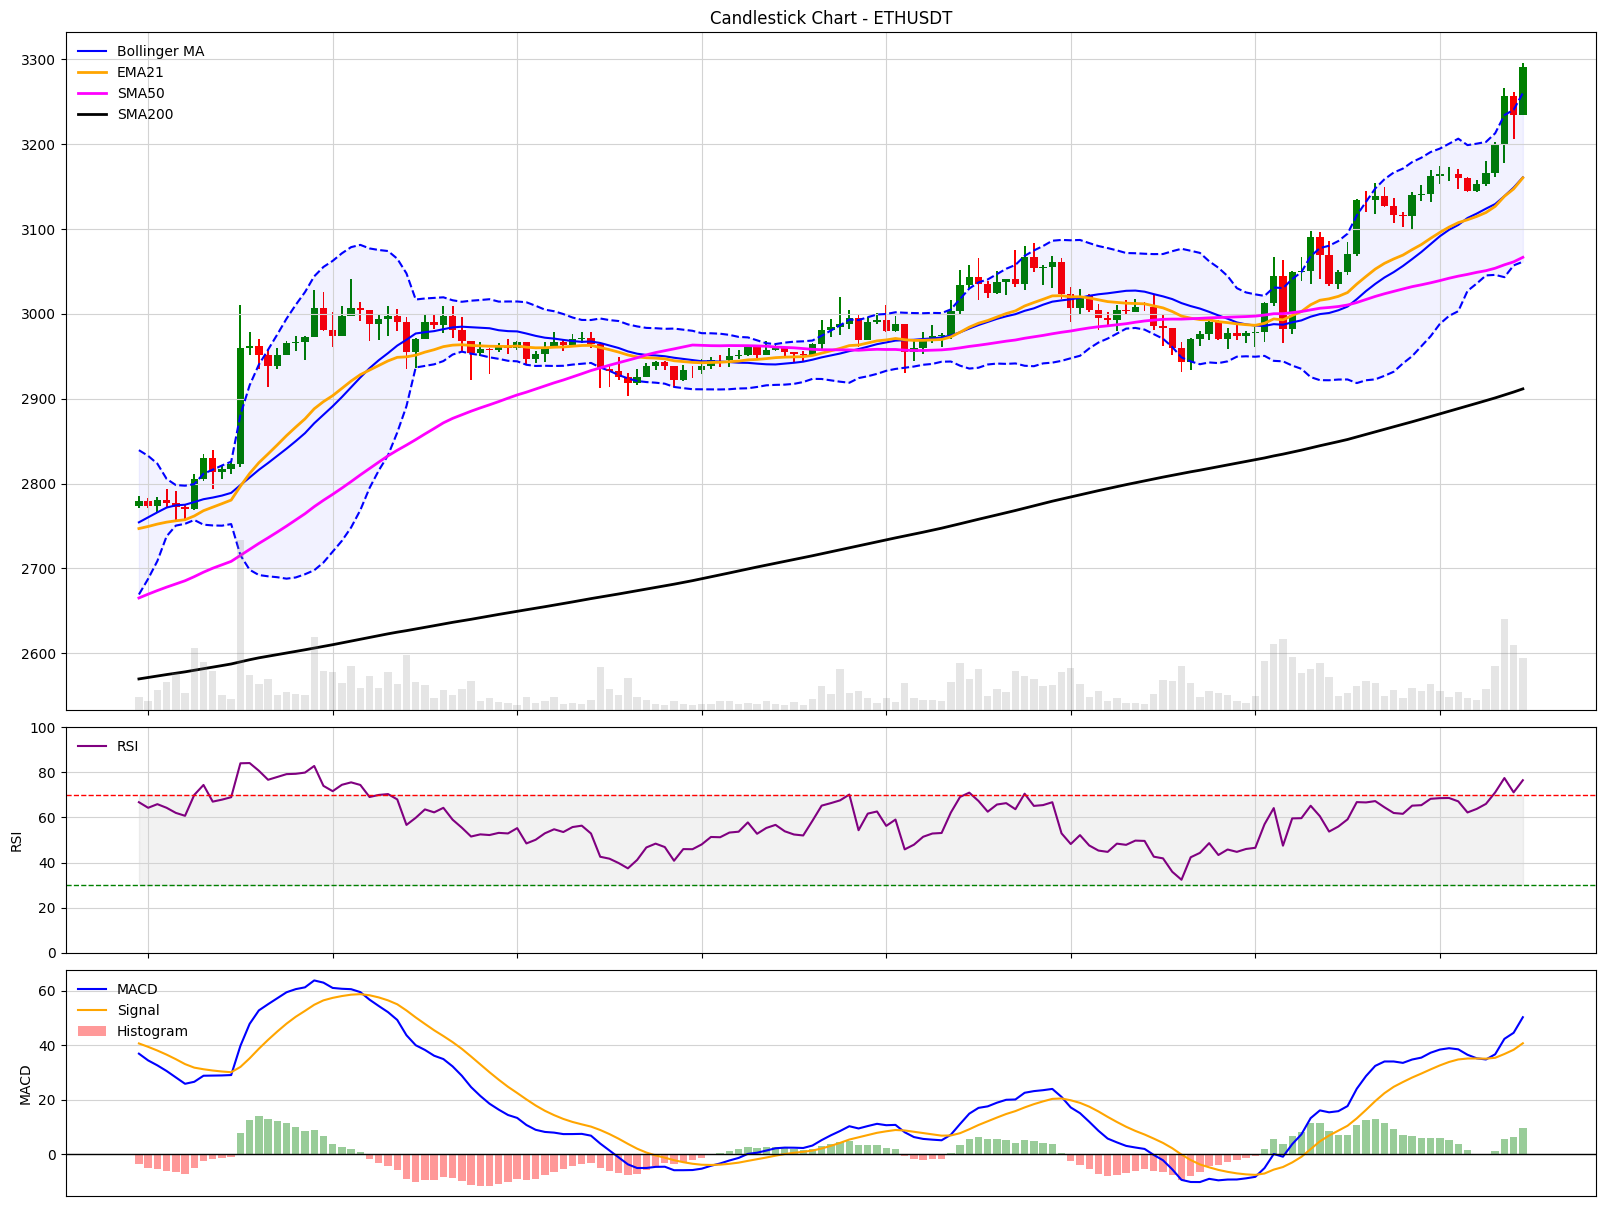 Candlestick Chart - ETHUSDT
Bollinger MA
EMA21
SMA50
SMA200
3300
3200
3100
3000
2900
2800
2700
2600
RSI
100
80
60
40
20
0
RSI
MACD
Signal
Histogram
60
40
20
0
MACD